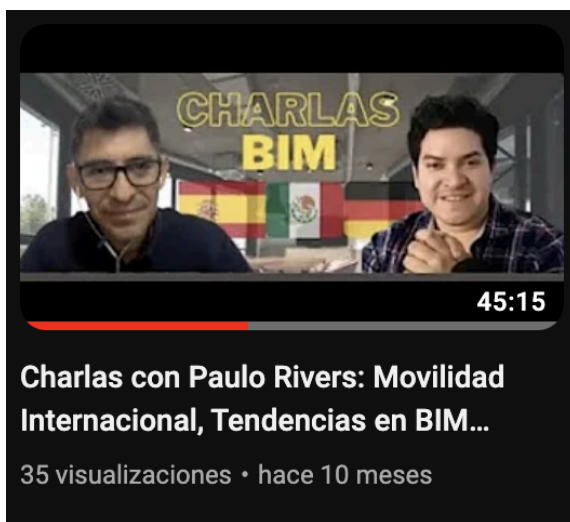 CHARLAS
BIM
45:15
Charlas con Paulo Rivers: Movilidad
Internacional, Tendencias en BIM...
35 visualizaciones • hace 10 meses